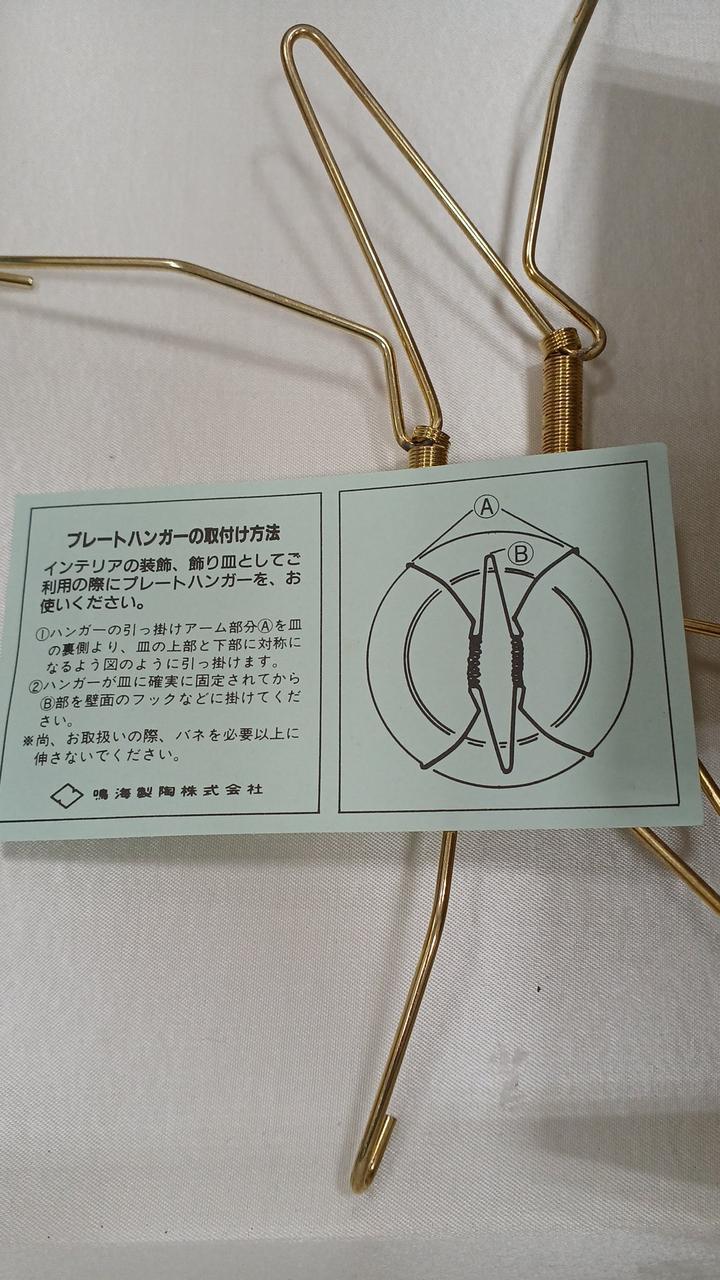 プレートハンガーの取付け方法
インテリアの装飾、飾り皿としてご
利用の際にプレートハンガーを、お
使いください。
①ハンガーの引っ掛けアーム部分Ⓐを皿
の裏側より、皿の上部と下部に対称に
なるよう図のように引っ掛けます。
②ハンガーが皿に確実に固定されてから
Ⓑ部を壁面のフックなどに掛けてくだ
さい。
※尚、お取扱いの際、バネを必要以上に
伸さないでください。
鳴海製陶株式会社
Ⓐ
Ⓑ